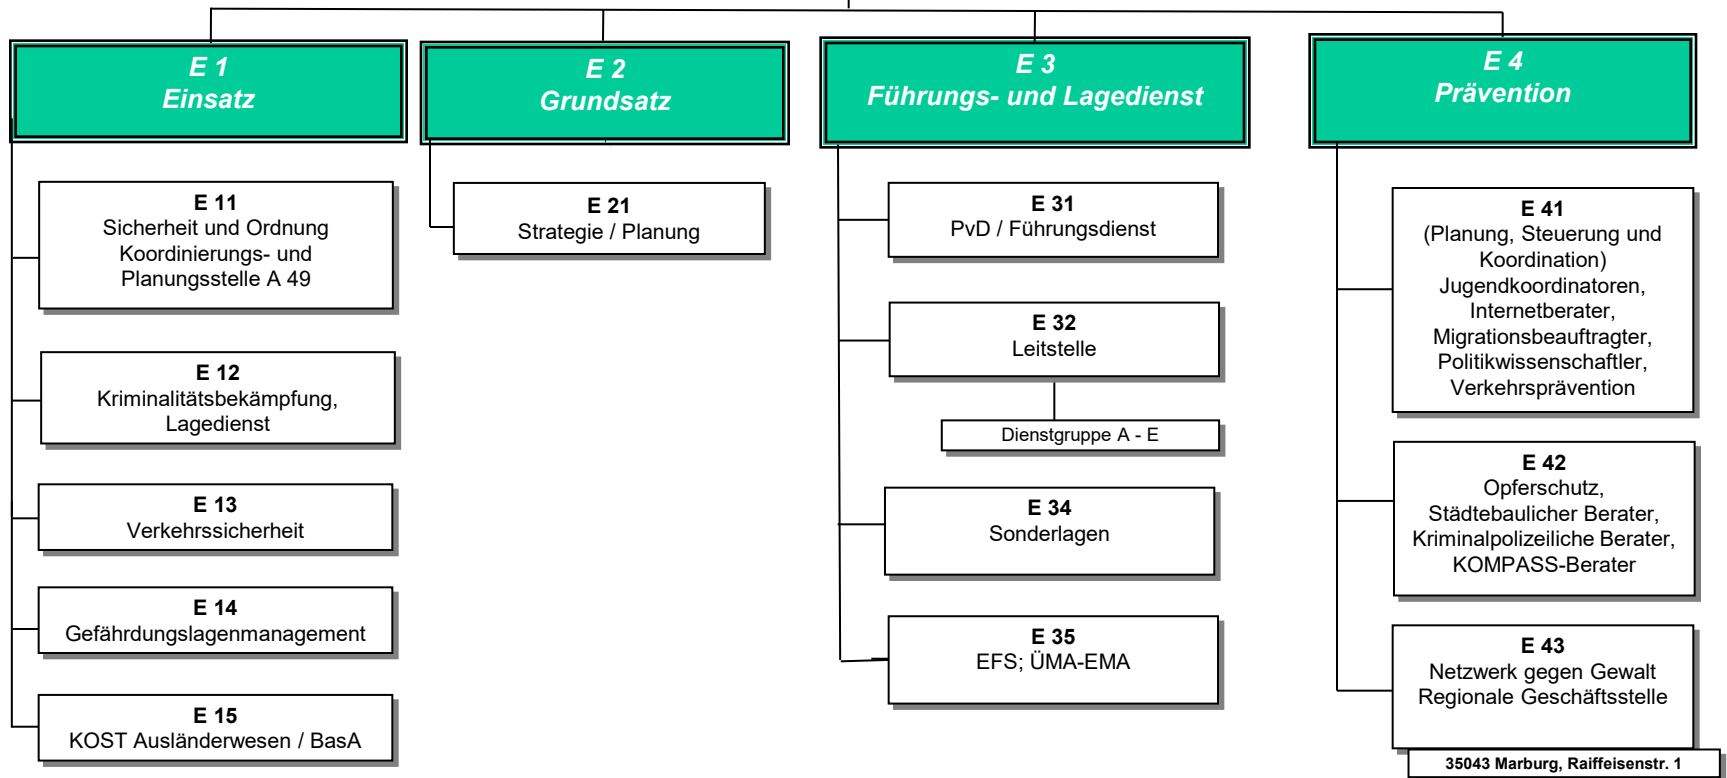 E 1
Einsatz
E 11
Sicherheit und Ordnung
Koordinierungs- und
Planungsstelle A 49
E 12
Kriminalitätsbekämpfung,
Lagedienst
E 13
Verkehrssicherheit
E 14
Gefährdungslagenmanagement
E 15
KOST Ausländerwesen / BasA
E 2
Grundsatz
E 21
Strategie / Planung
E 3
Führungs- und Lagedienst
E 31
PvD / Führungsdienst
E 32
Leitstelle
Dienstgruppe A - E
E 34
Sonderlagen
E 35
EFS; ÜMA-EMA
E 4
Prävention
E 41
(Planung, Steuerung und
Koordination)
Jugendkoordinatoren,
Internetberater,
Migrationsbeauftragter,
Politikwissenschaftler,
Verkehrsprävention
E 42
Opferschutz,
Städtebaulicher Berater,
Kriminalpolizeiliche Berater,
KOMPASS-Berater
E 43
Netzwerk gegen Gewalt
Regionale Geschäftsstelle
35043 Marburg, Raiffeisenstr. 1